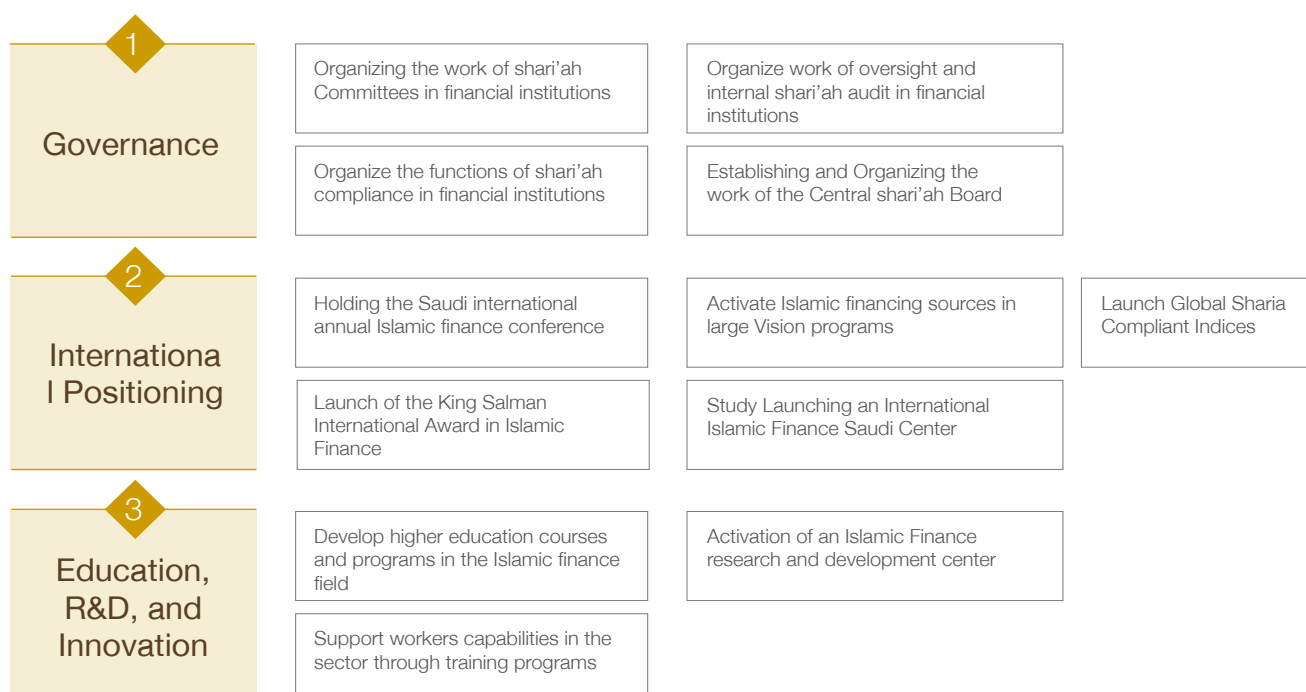 1
Governance
Organizing the work of shari’ah
Committees in financial institutions
Organize work of oversight and
internal shari’ah audit in financial
institutions
Organize the functions of shari’ah
compliance in financial institutions
Establishing and Organizing the
work of the Central shari’ah Board
2
Internationa
l Positioning
Holding the Saudi international
annual Islamic finance conference
Activate Islamic financing sources in
large Vision programs
Launch Global Sharia
Compliant Indices
Launch of the King Salman
International Award in Islamic
Finance
Study Launching an International
Islamic Finance Saudi Center
3
Education,
R&D, and
Innovation
Develop higher education courses
and programs in the Islamic finance
field
Activation of an Islamic Finance
research and development center
Support workers capabilities in the
sector through training programs